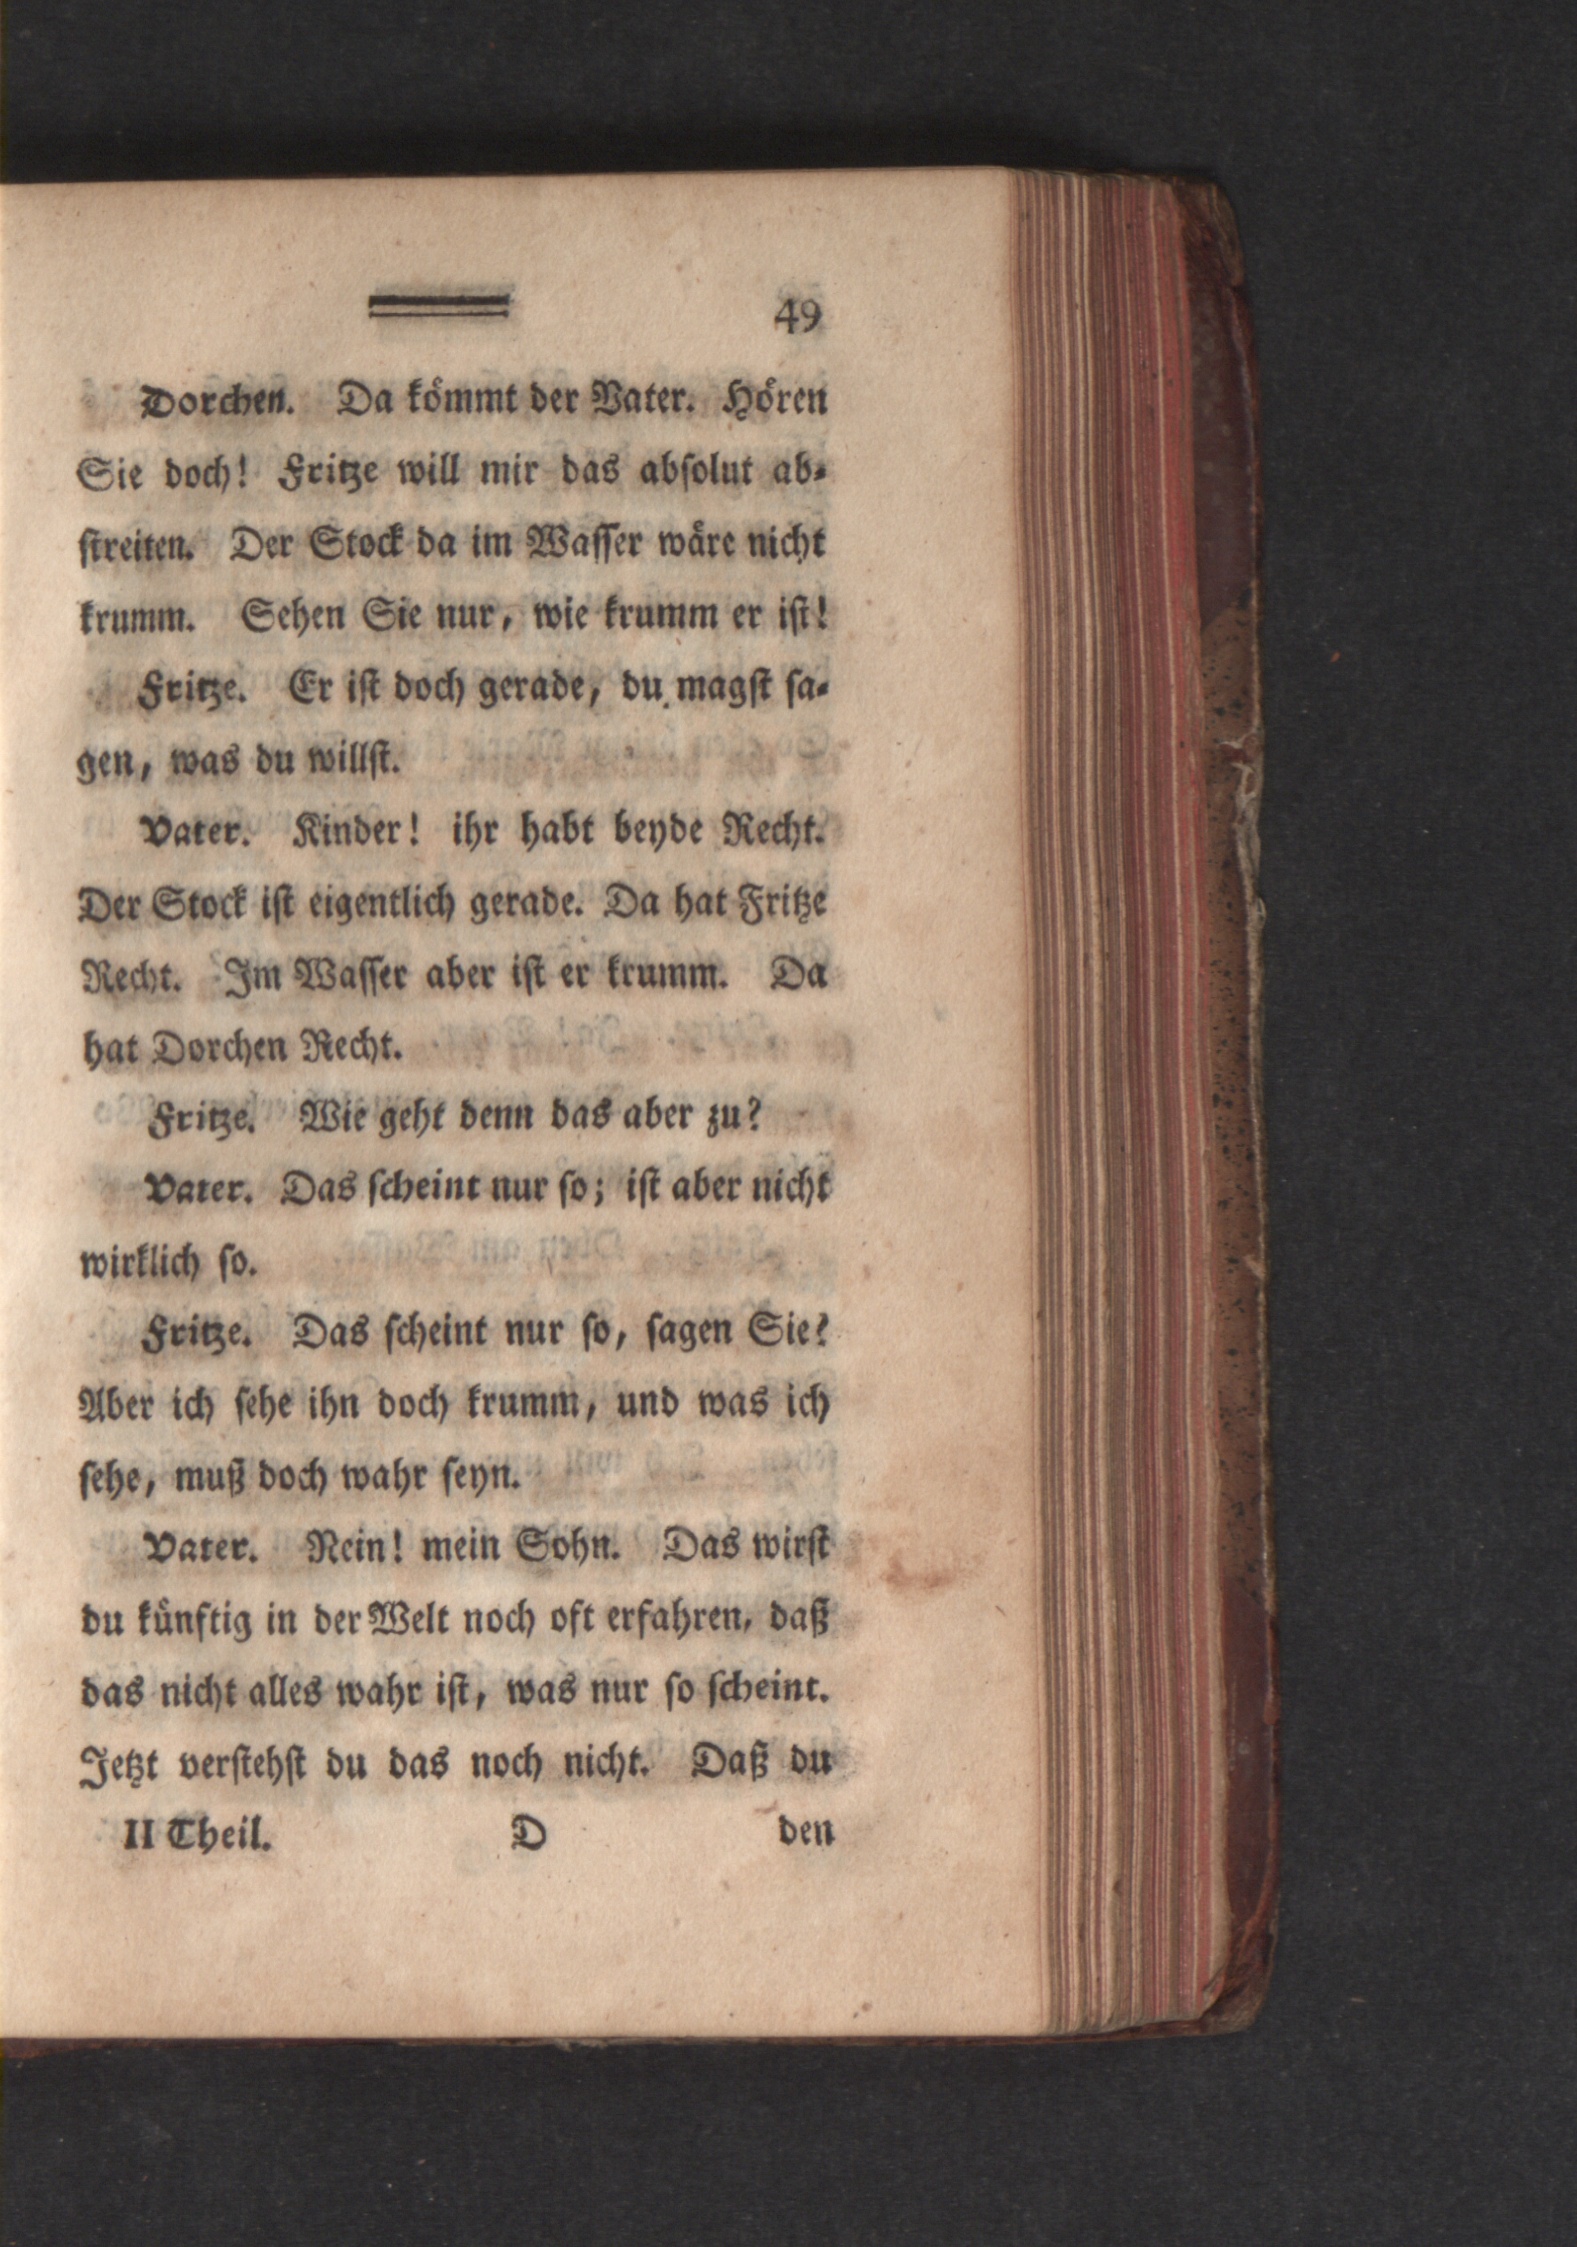 49
Dorchen. Da kömmt der Vater. Hören
Sie doch! Fritze will mir das abſolut ab⸗
ſtreiten. Der Stock da im Waſſer wäre nicht
krumm. Sehen Sie nur, wie krumm er iſt!
Fritze. Er iſt doch gerade, du magſt ſa⸗
gen, was du willſt.
Vater. Kinder! ihr habt beyde Recht.
Der Stock iſt eigentlich gerade. Da hat Fritze
Recht. Im Waſſer aber iſt er krumm. Da
hat Dorchen Recht.
Fritze. Wie geht denn das aber zu?
Vater. Das ſcheint nur ſo; iſt aber nicht
wirklich ſo.
Fritze. Das ſcheint nur ſo, ſagen Sie?
Aber ich ſehe ihn doch krumm, und was ich
ſehe, muß doch wahr ſeyn.
Vater. Nein! mein Sohn. Das wirſt
du künftig in der Welt noch oft erfahren, daß
das nicht alles wahr iſt, was nur ſo ſcheint.
Jetzt verſtehſt du das noch nicht. Daß du
II Theil. D den